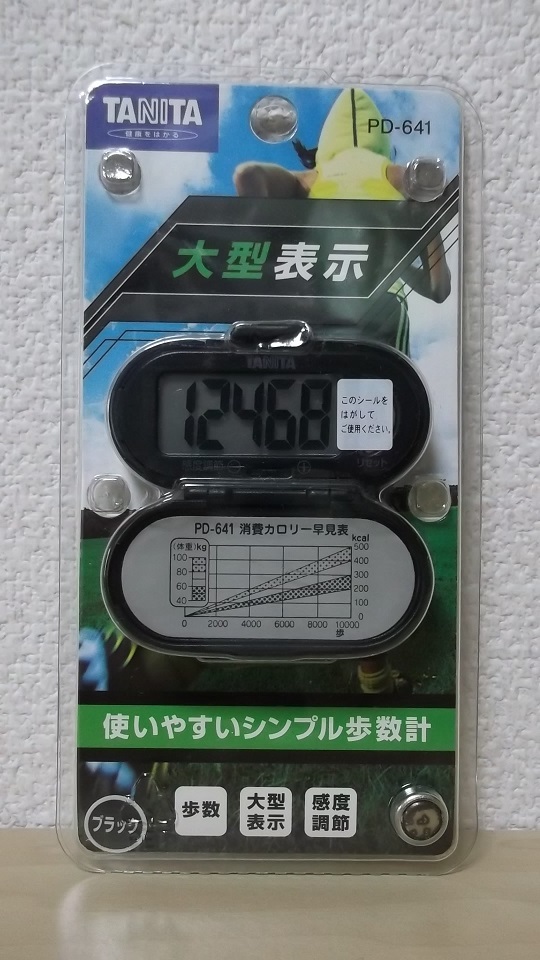 TANITA
健康をはかる
PD-641
大型表示
TANITA
12468
このシールを
はがして
ご使用ください。
感度調節
リセット
PD-641 消費カロリー早見表
(体重)kg
kcal
100
80
60
40
500
400
300
200
100
0
0 2000 4000 6000 8000 10000
歩
使いやすいシンプル歩数計
ブラック
歩数
大型
表示
感度
調節